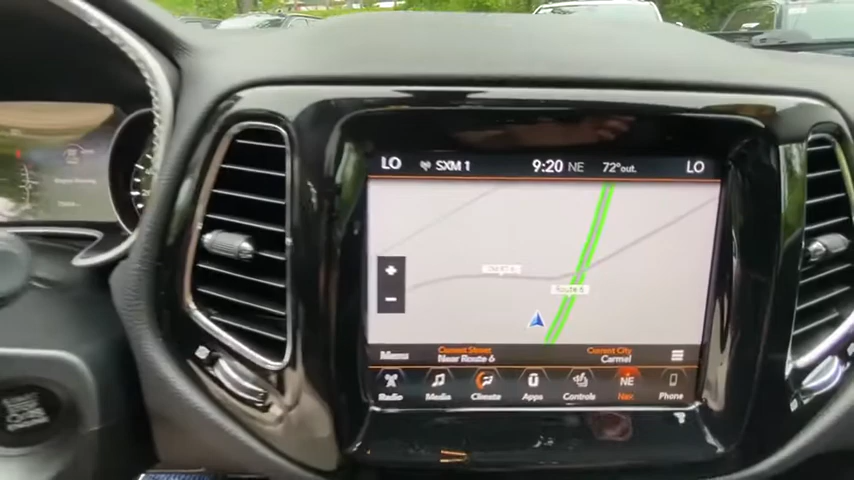 LO SXM 1 9:20 NE 72° out. LO
+
Route 6
−
Menu Current Street Current City
Near Route 6 Carmel
NE
Radio Media Climate Apps Controls Nav Phone